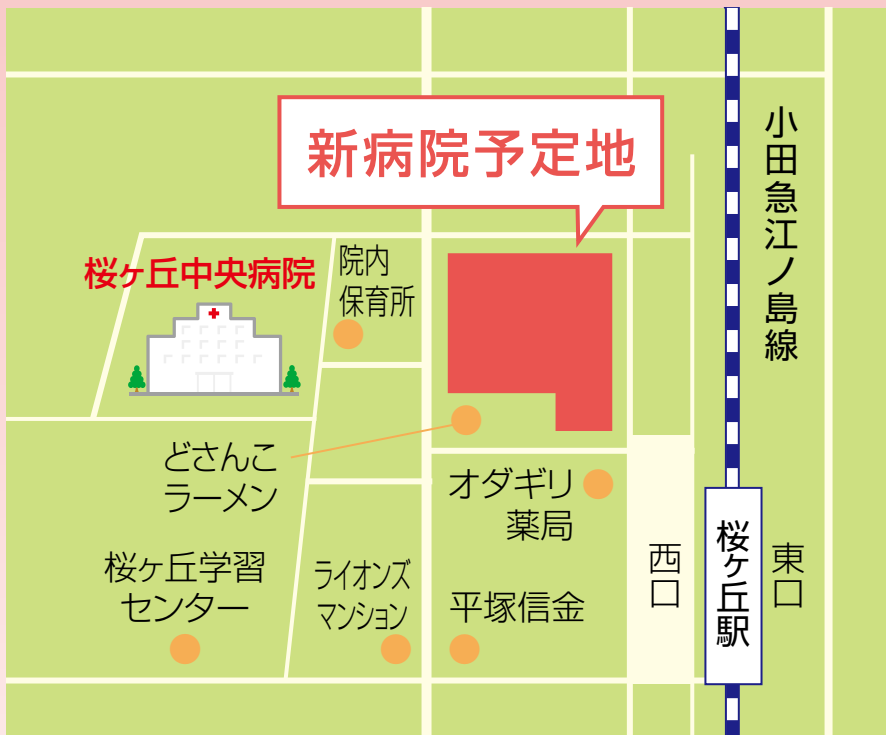 新病院予定地
小田急江ノ島線
桜ヶ丘中央病院
院内
保育所
どさんこ
ラーメン
オダギリ
薬局
桜ヶ丘学習
センター
ライオンズ
マンション
平塚信金
西口
桜ヶ丘駅
東口